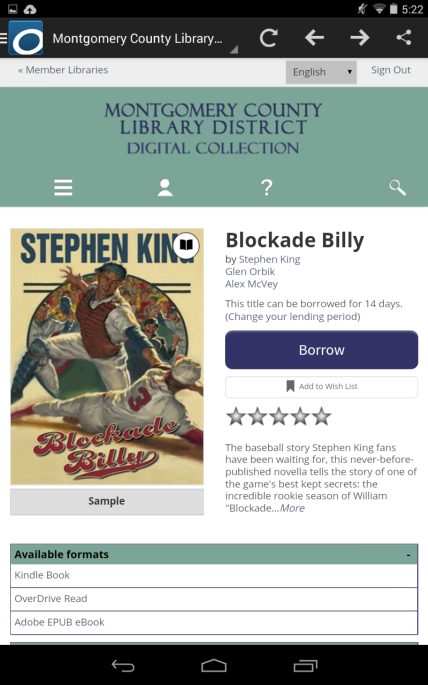 5:22
Montgomery County Library...
« Member Libraries
English
Sign Out
MONTGOMERY COUNTY
LIBRARY DISTRICT
DIGITAL COLLECTION
?
STEPHEN KING
3
Blockade
Billy
Sample
Blockade Billy
by Stephen King
Glen Orbik
Alex McVey
This title can be borrowed for 14 days.
(Change your lending period)
Borrow
Add to Wish List
The baseball story Stephen King fans
have been waiting for, this never-before-
published novella tells the story of one of
the game's best kept secrets: the
incredible rookie season of William
"Blockade...More
Available formats -
Kindle Book
OverDrive Read
Adobe EPUB eBook